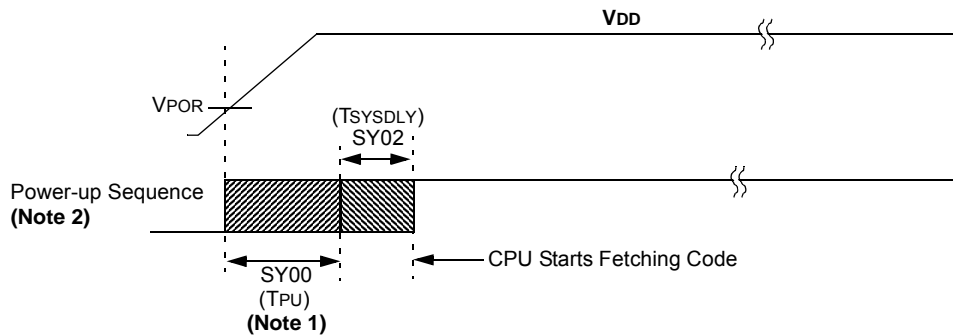 VDD
VPOR
(TSYSDLY)
SY02
Power-up Sequence
(Note 2)
CPU Starts Fetching Code
SY00
(TPU)
(Note 1)